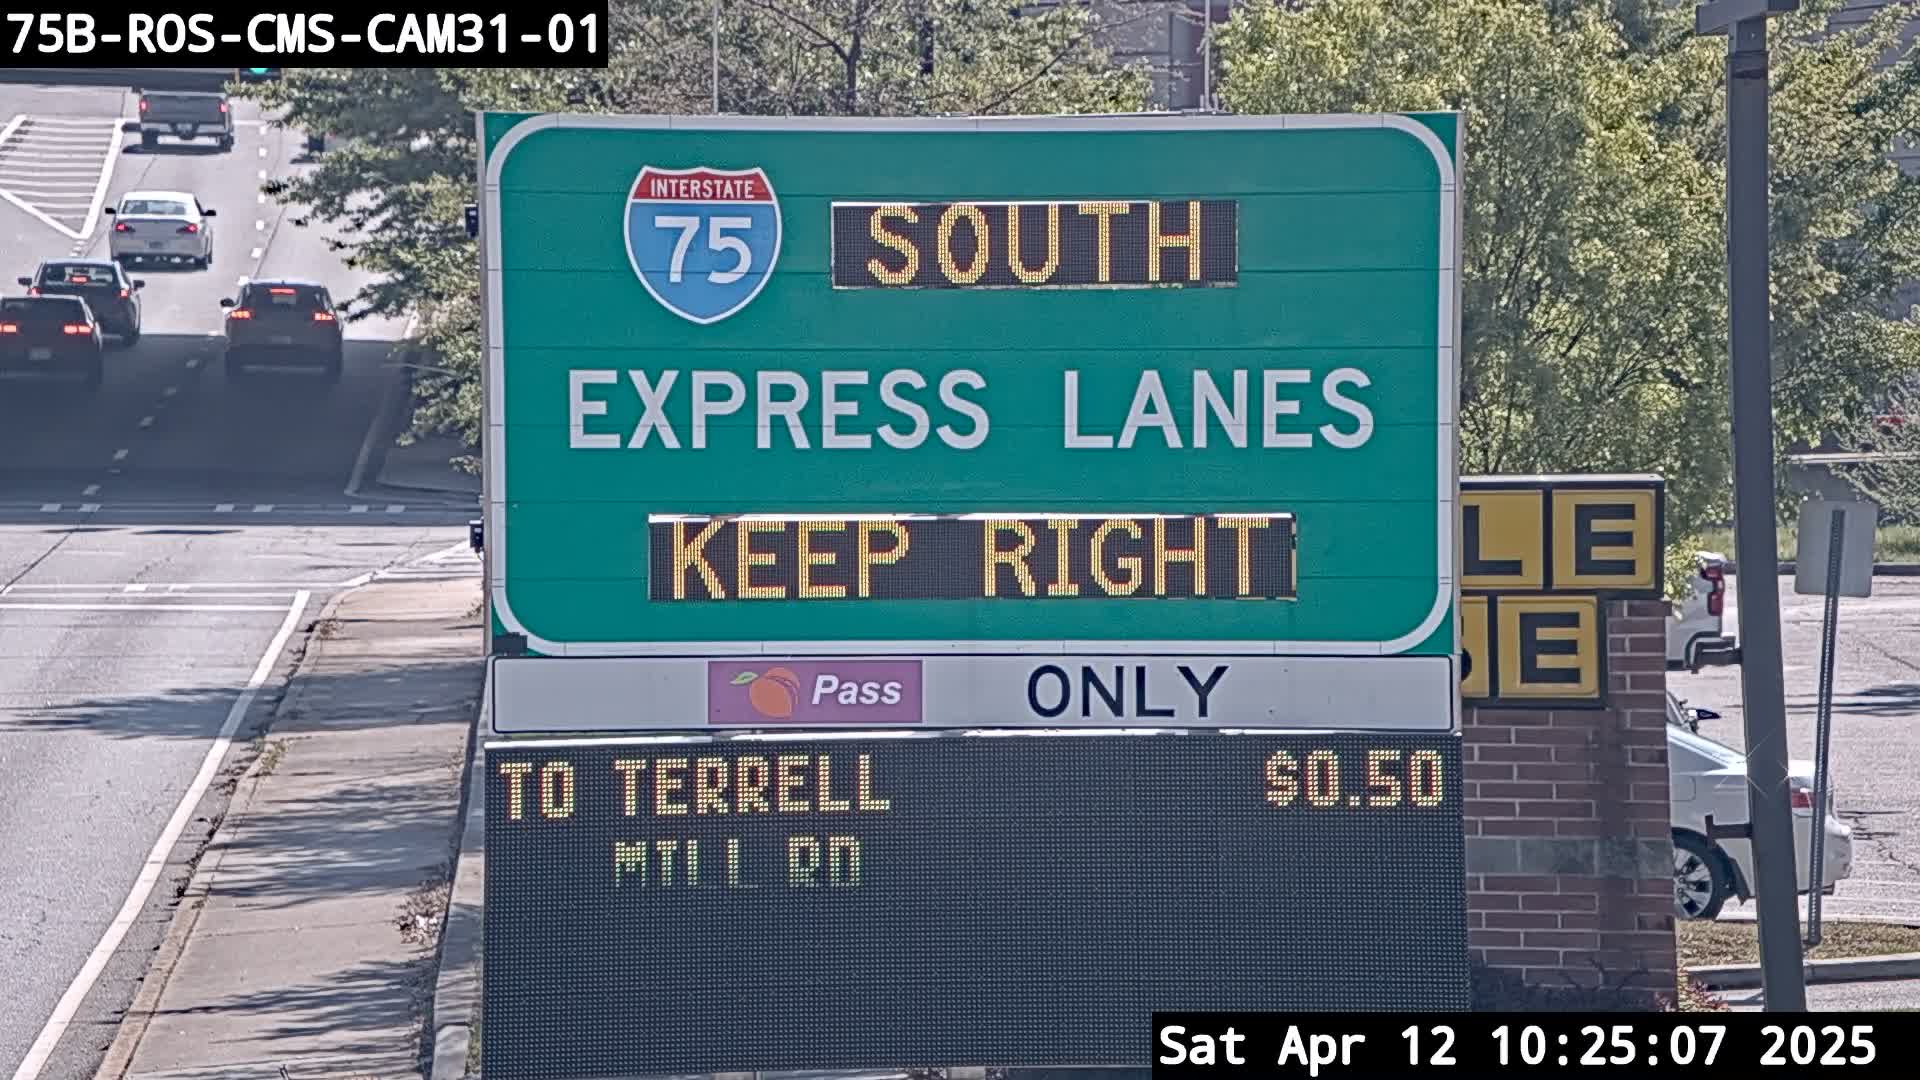 75B-ROS-CMS-CAM31-01
INTERSTATE
75
SOUTH
EXPRESS LANES
KEEP RIGHT
LE
E
Pass ONLY
TO TERRELL $0.50
MILL RD
Sat Apr 12 10:25:07 2025